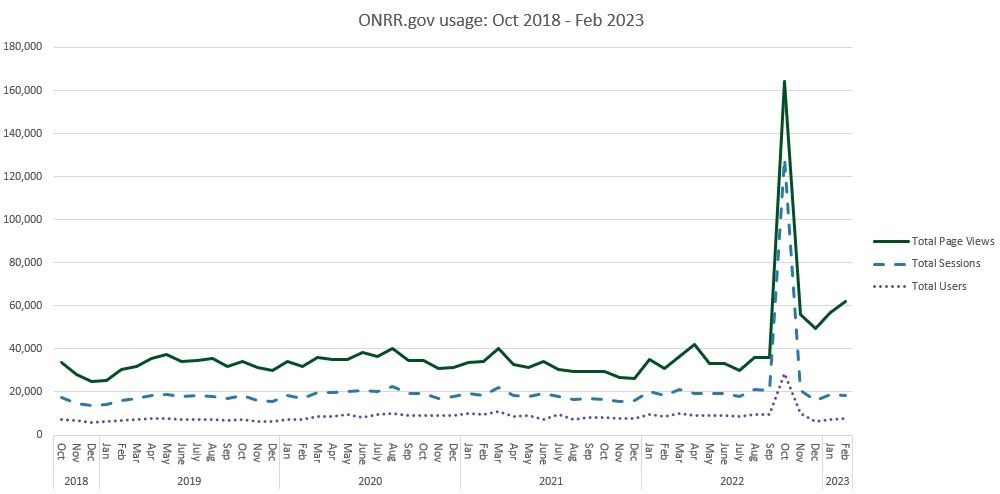 ONRR.gov usage: Oct 2018 - Feb 2023
180,000
160,000
140,000
120,000
100,000
80,000
60,000
40,000
20,000
0
Total Page Views
Total Sessions
Total Users
Oct Nov Dec Jan Feb Mar Apr May June July Aug Sep Oct Nov Dec Jan Feb Mar Apr May June July Aug Sep Oct Nov Dec Jan Feb Mar Apr May June July Aug Sep Oct Nov Dec Jan Feb Mar Apr May June July Aug Sep Oct Nov Dec Jan Feb
2018 2019 2020 2021 2022 2023